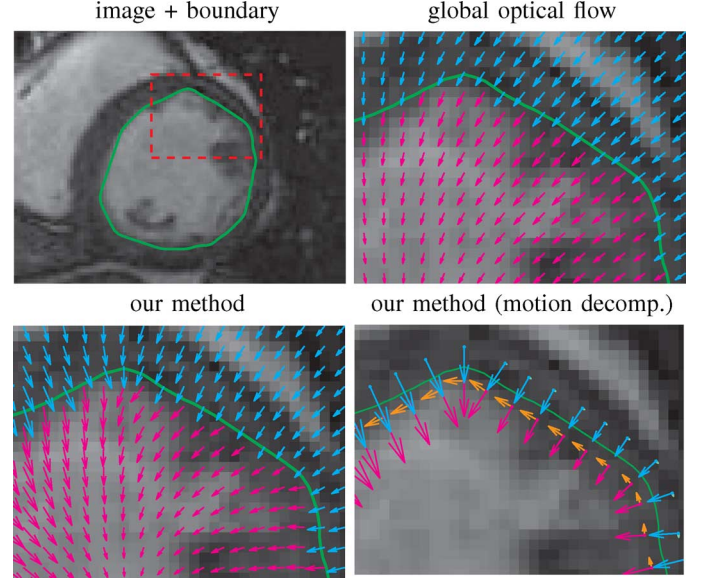 image + boundary
global optical flow
our method
our method (motion decomp.)